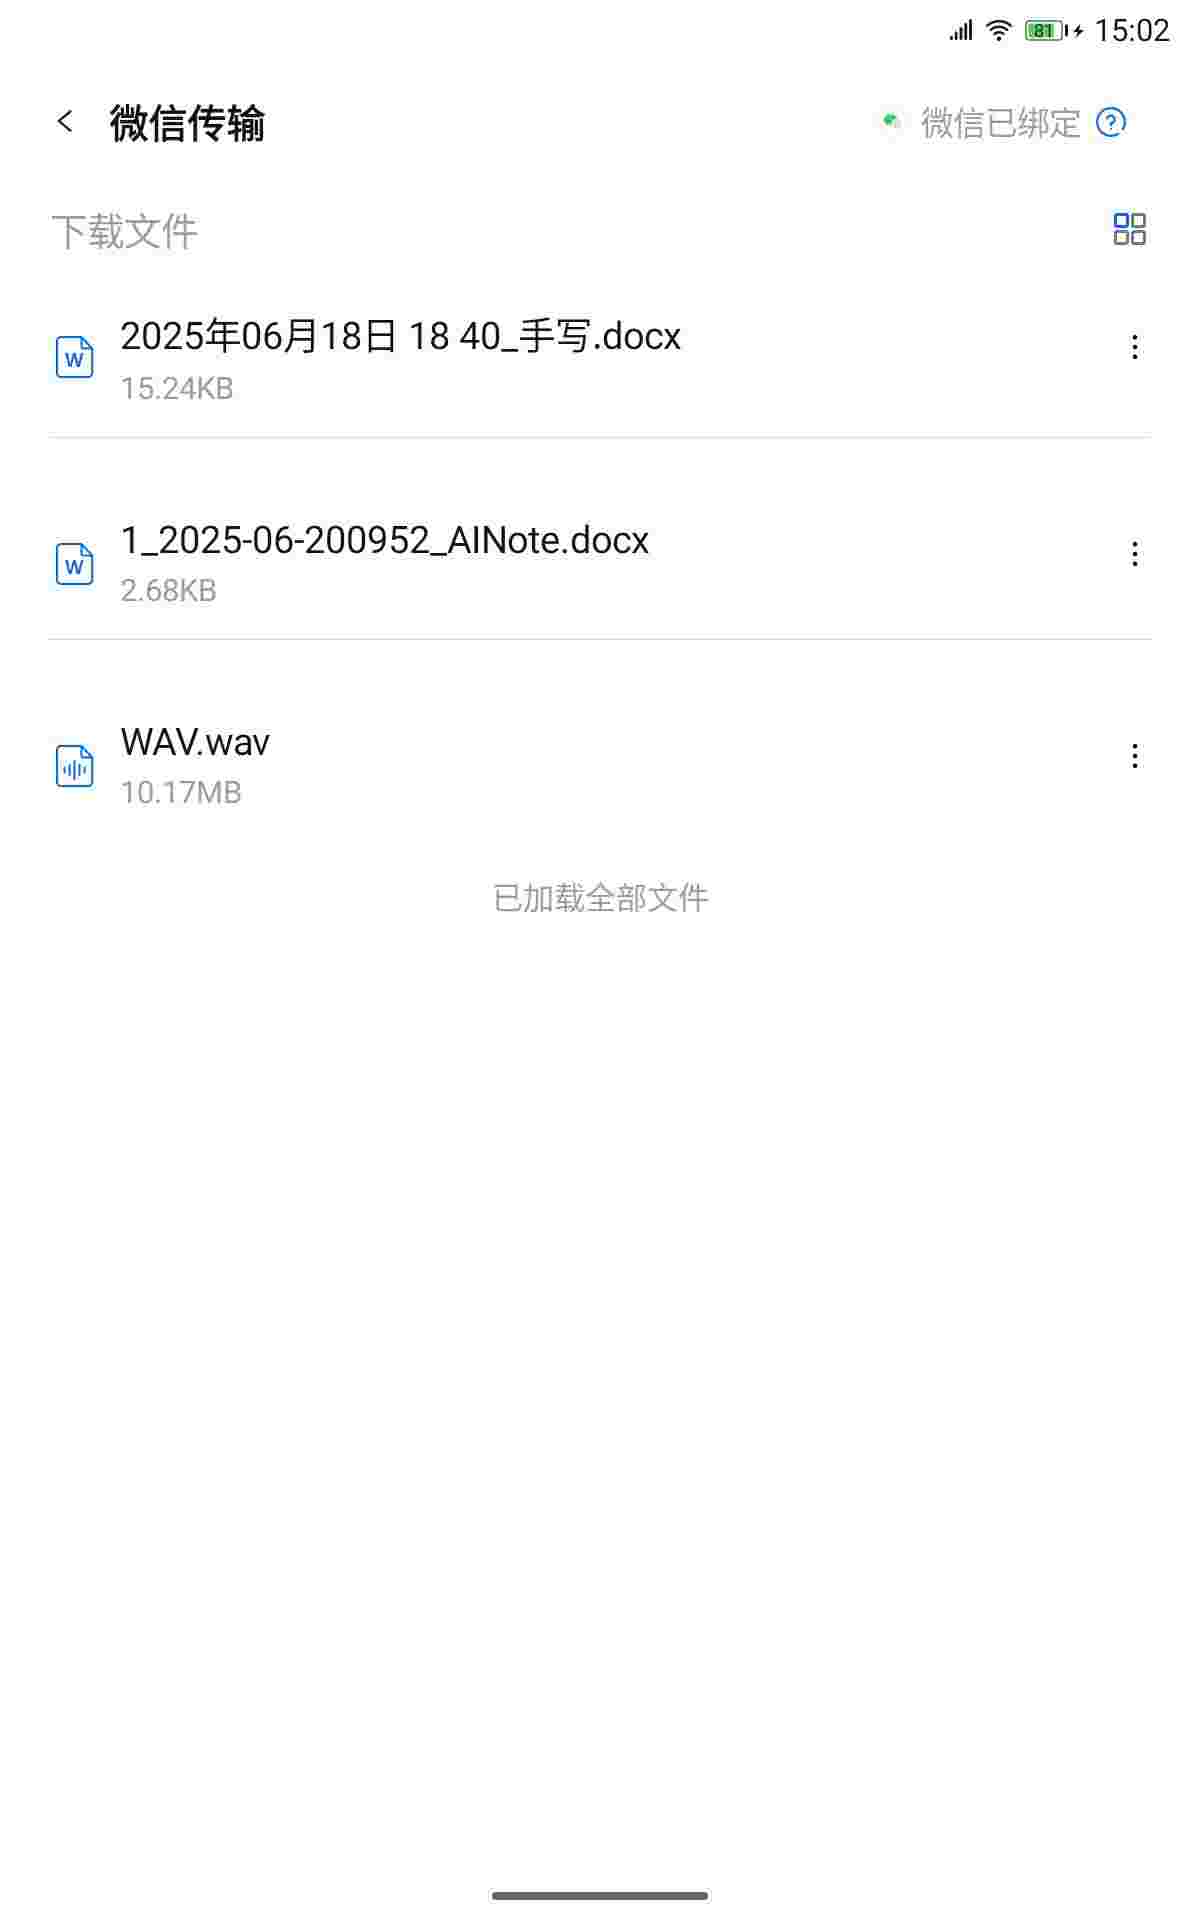 81 15:02
微信传输 微信已绑定
下载文件
2025年06月18日 18 40_手写.docx
15.24KB
1_2025-06-200952_AINote.docx
2.68KB
WAV.wav
10.17MB
已加载全部文件